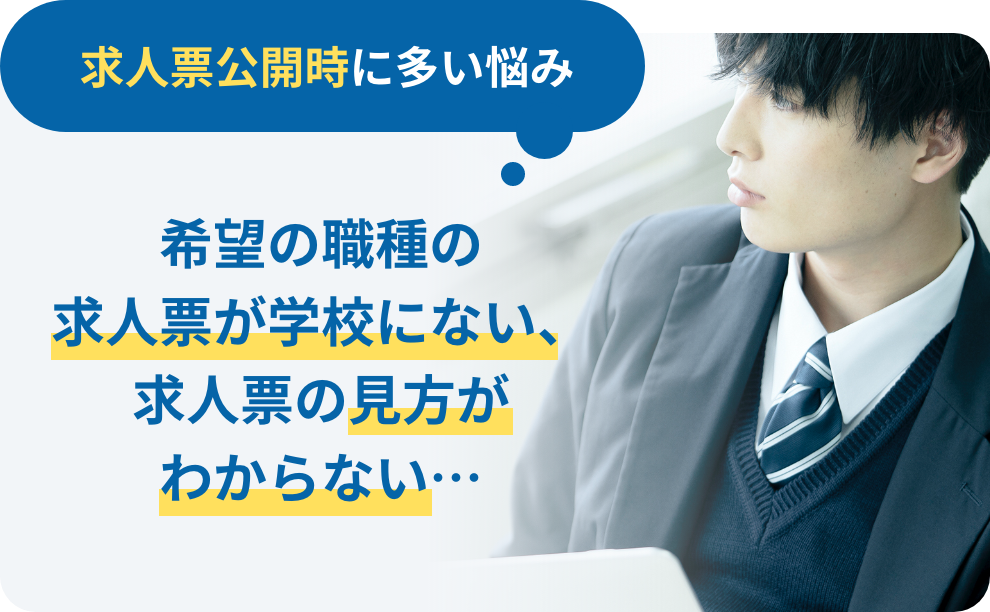 求人票公開時に多い悩み
希望の職種の
求人票が学校にない、
求人票の見方が
わからない…